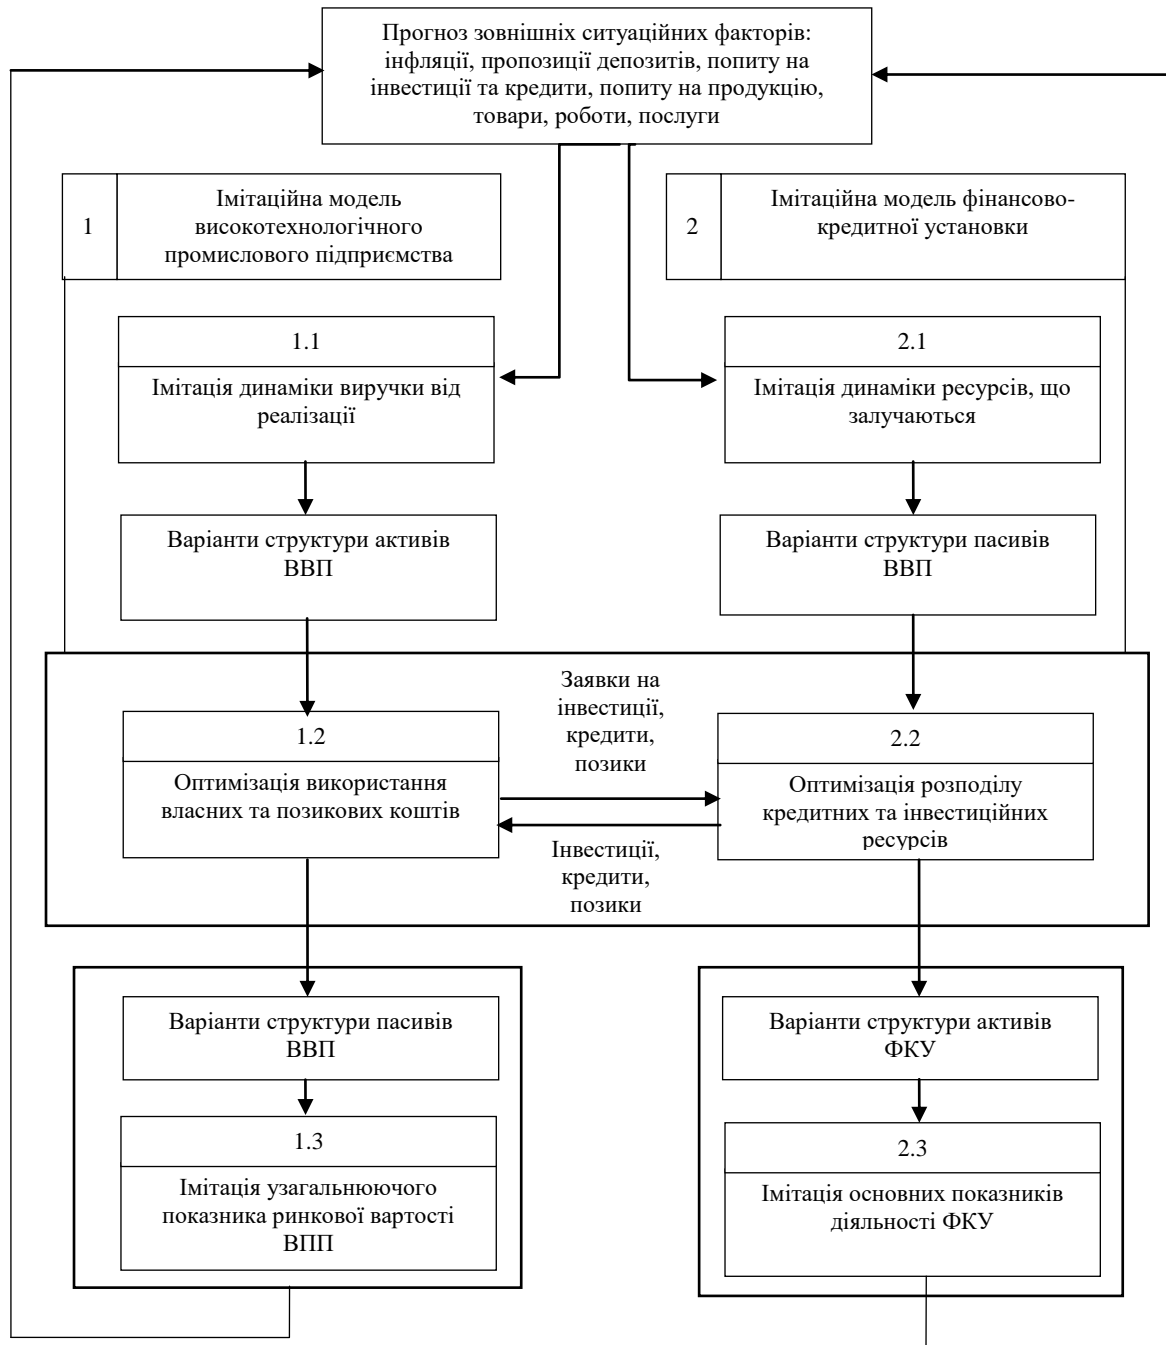 Прогноз зовнішніх ситуаційних факторів:
інфляції, пропозиції депозитів, попиту на
інвестиції та кредити, попиту на продукцію,
товари, роботи, послуги
1
Імітаційна модель
високотехнологічного
промислового підприємства
2
Імітаційна модель фінансово-
кредитної установки
1.1
Імітація динаміки виручки від
реалізації
2.1
Імітація динаміки ресурсів, що
залучаються
Варіанти структури активів
ВВП
Варіанти структури пасивів
ВВП
Заявки на
інвестиції,
кредити,
позики
1.2
Оптимізація використання
власних та позикових коштів
2.2
Оптимізація розподілу
кредитних та інвестиційних
ресурсів
Інвестиції,
кредити,
позики
Варіанти структури пасивів
ВВП
Варіанти структури активів
ФКУ
1.3
Імітація узагальнюючого
показника ринкової вартості
ВПП
2.3
Імітація основних показників
діяльності ФКУ